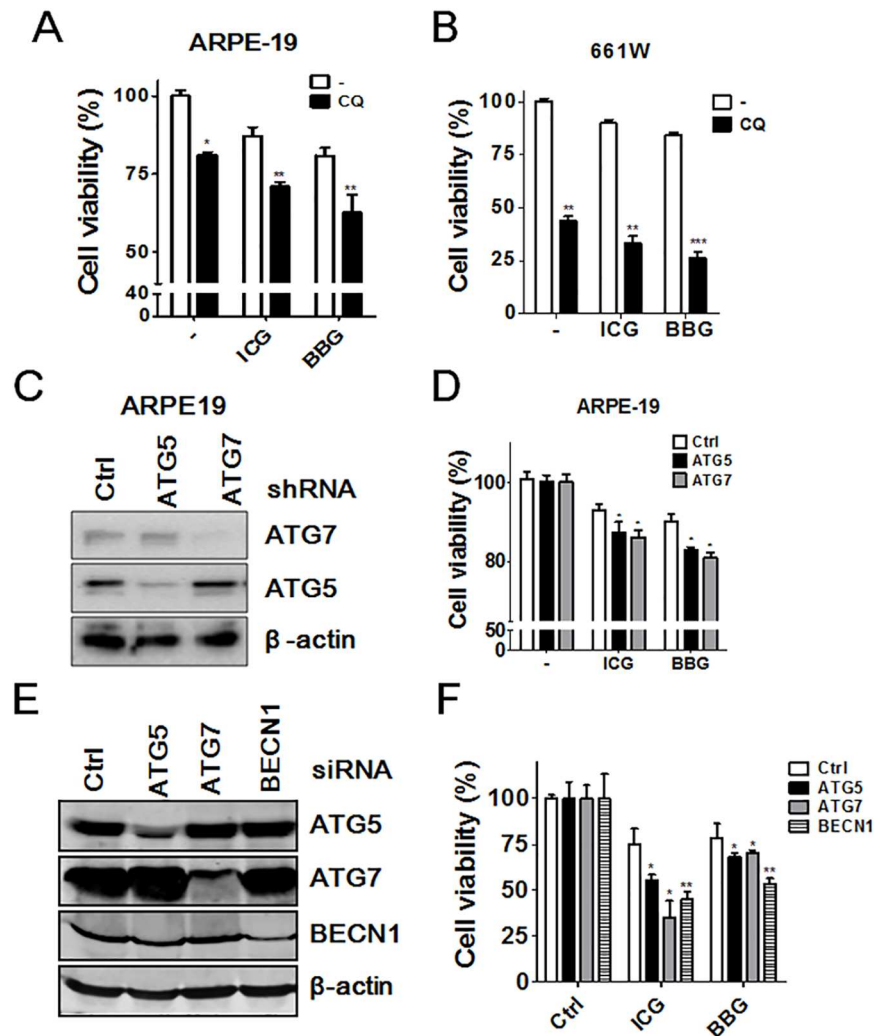 A
ARPE-19
Cell viability (%)
100
75
50
40
0
-
CQ
*
**
**
-
ICG
BBG
B
661W
Cell viability (%)
100
75
50
25
0
-
CQ
**
**
***
-
ICG
BBG
C
ARPE19
Ctrl
ATG5
ATG7
shRNA
ATG7
ATG5
β-actin
D
ARPE-19
Cell viability (%)
100
80
50
0
Ctrl
ATG5
ATG7
*
*
*
*
-
ICG
BBG
E
Ctrl
ATG5
ATG7
BECN1
siRNA
ATG5
ATG7
BECN1
β-actin
F
Cell viability (%)
100
75
50
25
0
Ctrl
ATG5
ATG7
BECN1
*
*
**
*
*
**
Ctrl
ICG
BBG